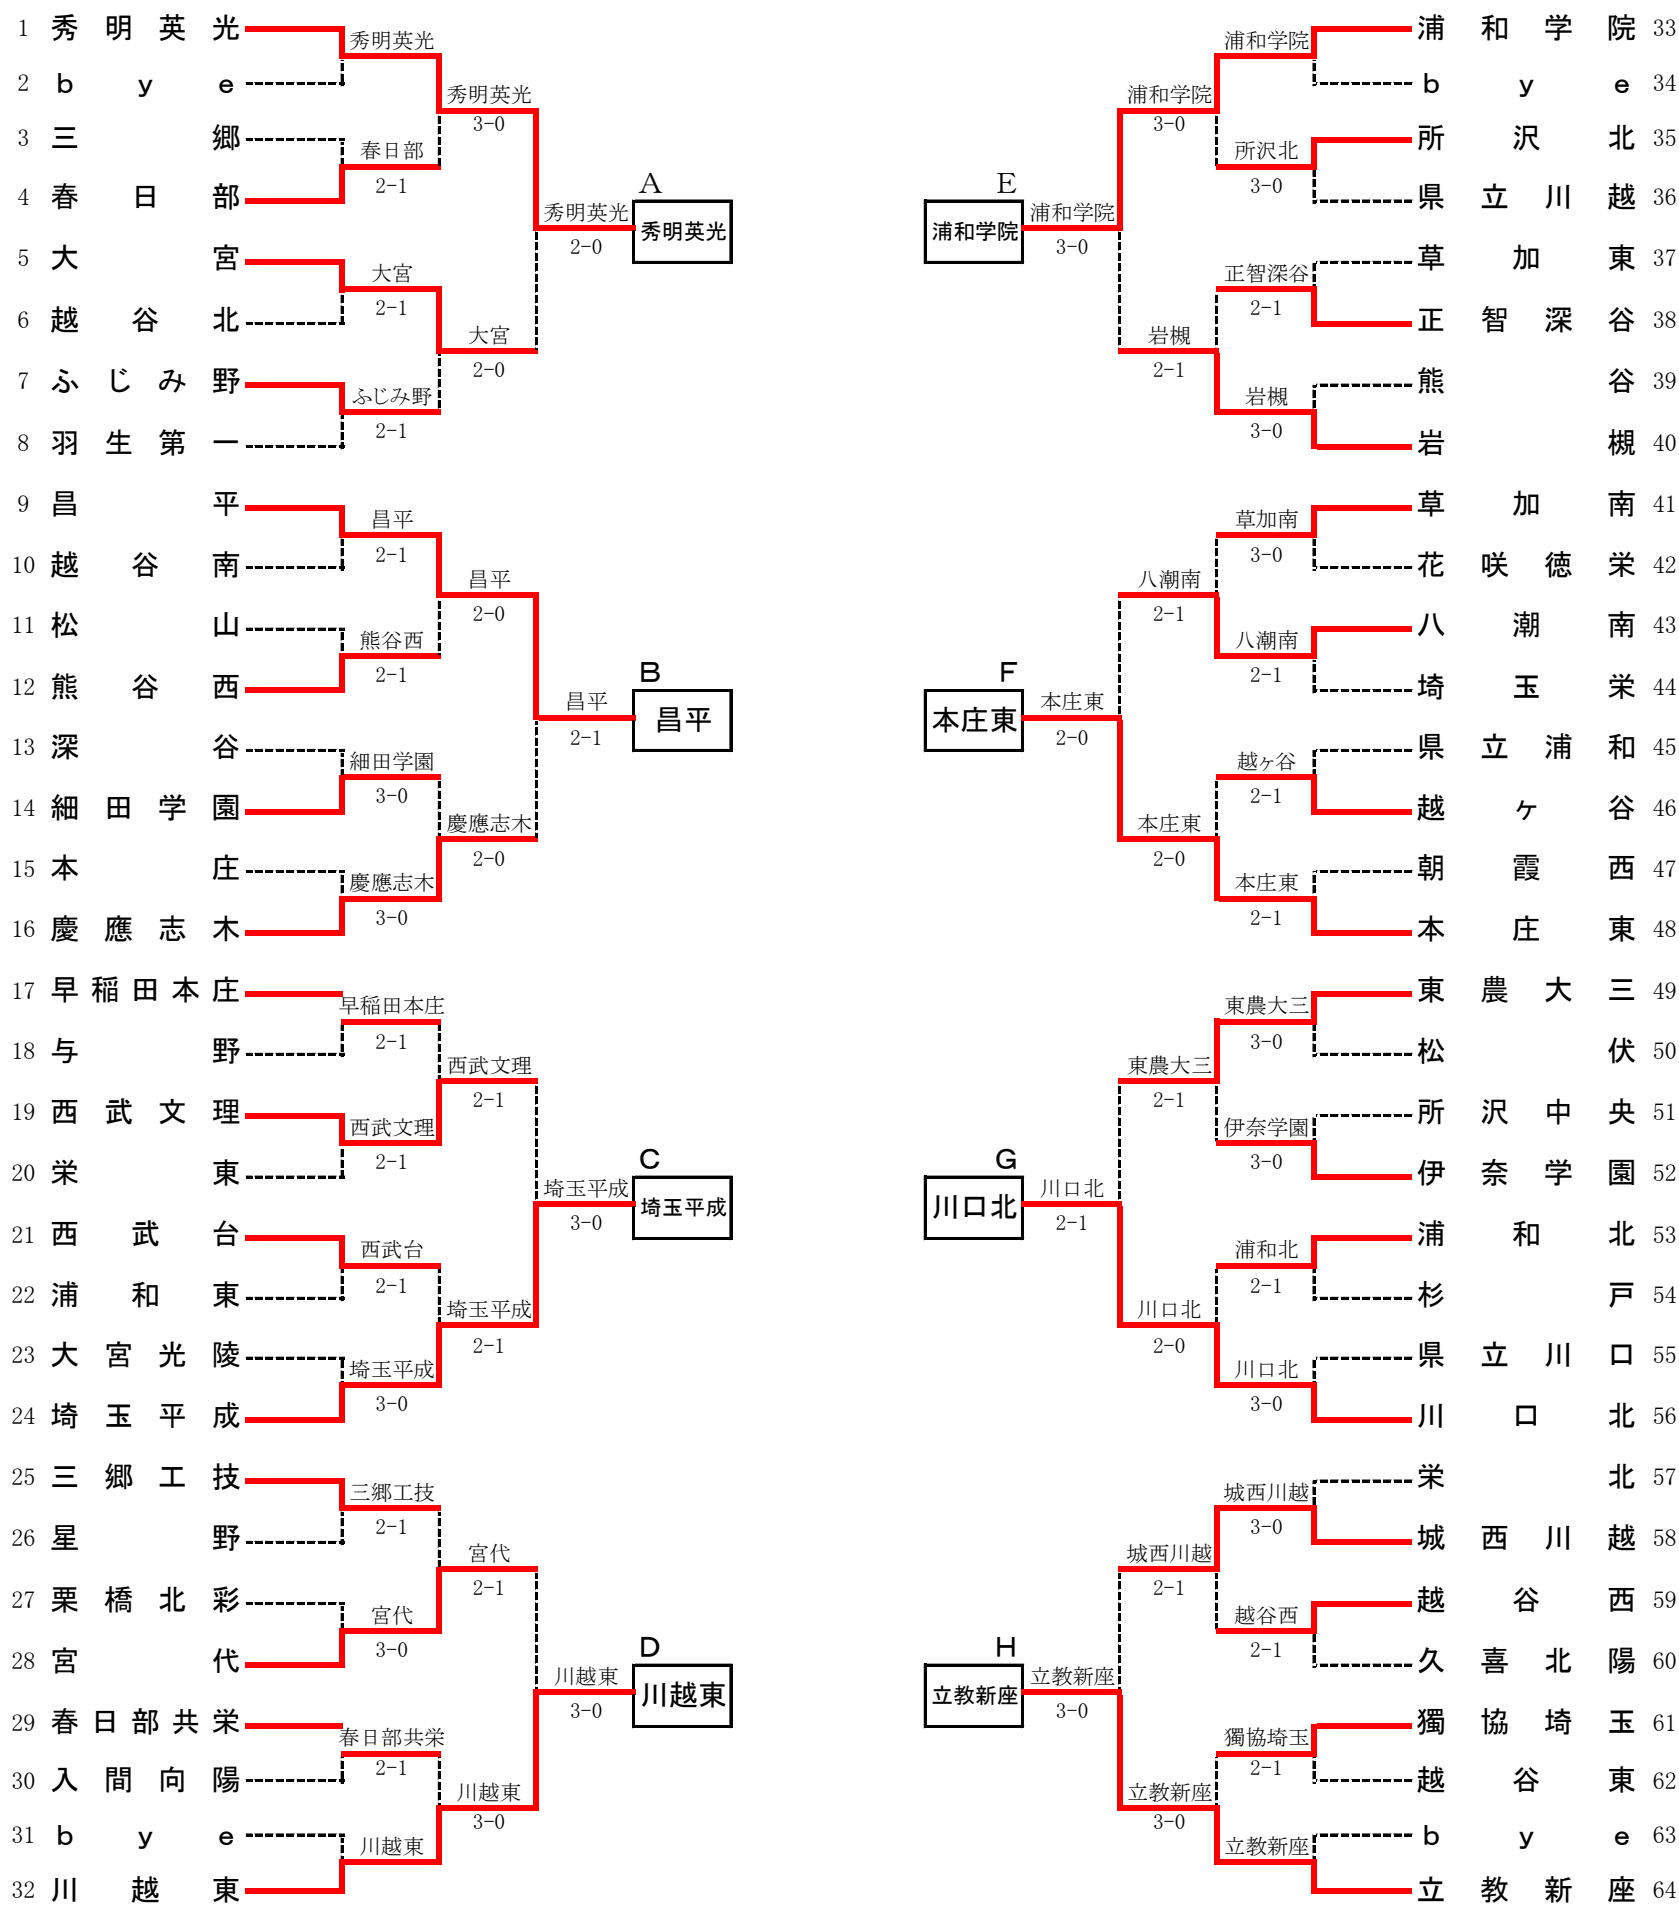 1 秀明英光
2 ｂｙｅ
3 三郷
4 春日部
5 大宮
6 越谷北
7 ふじみ野
8 羽生第一
9 昌平
10 越谷南
11 松山
12 熊谷西
13 深谷
14 細田学園
15 本庄
16 慶應志木
17 早稲田本庄
18 与野
19 西武文理
20 栄東
21 西武台
22 浦和東
23 大宮光陵
24 埼玉平成
25 三郷工技
26 星野
27 栗橋北彩
28 宮代
29 春日部共栄
30 入間向陽
31 ｂｙｅ
32 川越東
秀明英光
春日部
2-1
大宮
2-1
ふじみ野
2-1
昌平
2-1
熊谷西
2-1
細田学園
3-0
慶應志木
3-0
早稲田本庄
2-1
西武文理
2-1
西武台
2-1
埼玉平成
3-0
三郷工技
2-1
宮代
3-0
春日部共栄
2-1
川越東
秀明英光
3-0
大宮
2-0
昌平
2-0
慶應志木
2-0
西武文理
2-1
埼玉平成
2-1
宮代
2-1
川越東
3-0
秀明英光
2-0
昌平
2-1
埼玉平成
3-0
川越東
3-0
A
秀明英光
B
昌平
C
埼玉平成
D
川越東
E
浦和学院
F
本庄東
G
川口北
H
立教新座
浦和学院
3-0
本庄東
2-0
川口北
2-1
立教新座
3-0
浦和学院
3-0
岩槻
2-1
八潮南
2-1
本庄東
2-0
東農大三
2-1
川口北
2-0
城西川越
2-1
立教新座
3-0
浦和学院
所沢北
3-0
正智深谷
2-1
岩槻
3-0
草加南
3-0
八潮南
2-1
越ヶ谷
2-1
本庄東
2-1
東農大三
3-0
伊奈学園
3-0
浦和北
2-1
川口北
3-0
城西川越
3-0
越谷西
2-1
獨協埼玉
2-1
立教新座
浦和学院 33
ｂｙｅ 34
所沢北 35
県立川越 36
草加東 37
正智深谷 38
熊谷 39
岩槻 40
草加南 41
花咲徳栄 42
八潮南 43
埼玉栄 44
県立浦和 45
越ヶ谷 46
朝霞西 47
本庄東 48
東農大三 49
松伏 50
所沢中央 51
伊奈学園 52
浦和北 53
杉戸 54
県立川口 55
川口北 56
栄北 57
城西川越 58
越谷西 59
久喜北陽 60
獨協埼玉 61
越谷東 62
ｂｙｅ 63
立教新座 64